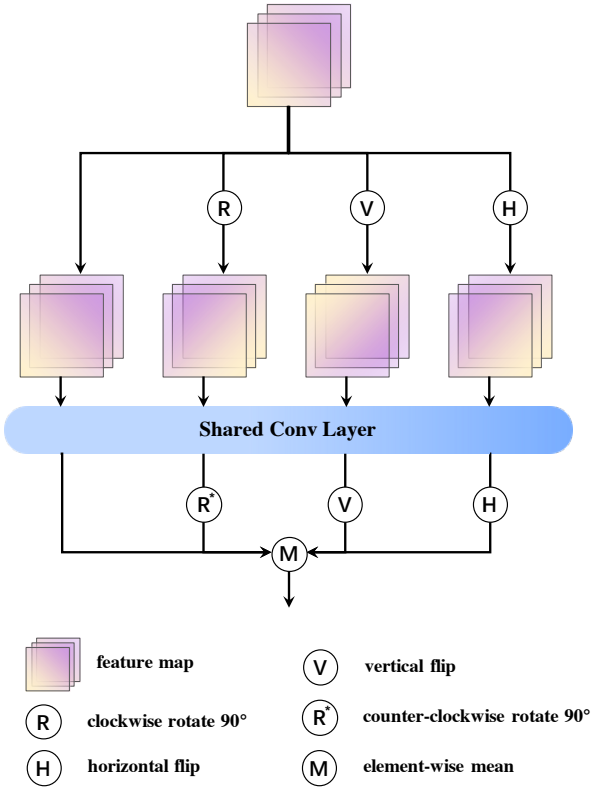 R V H
Shared Conv Layer
R* V H
M
feature map
V vertical flip
R clockwise rotate 90°
R* counter-clockwise rotate 90°
H horizontal flip
M element-wise mean